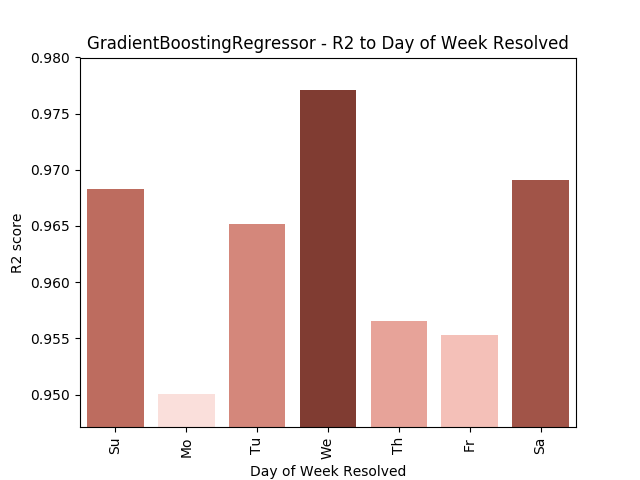 GradientBoostingRegressor - R2 to Day of Week Resolved
0.980
0.975
0.970
0.965
0.960
0.955
0.950
R2 score
Su
Mo
Tu
We
Th
Fr
Sa
Day of Week Resolved